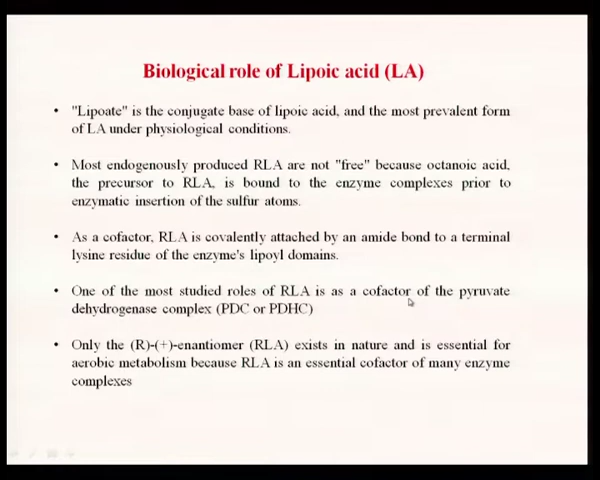 Biological role of Lipoic acid (LA)
• "Lipoate" is the conjugate base of lipoic acid, and the most prevalent form
of LA under physiological conditions.
• Most endogenously produced RLA are not "free" because octanoic acid,
the precursor to RLA, is bound to the enzyme complexes prior to
enzymatic insertion of the sulfur atoms.
• As a cofactor, RLA is covalently attached by an amide bond to a terminal
lysine residue of the enzyme's lipoyl domains.
• One of the most studied roles of RLA is as a cofactor of the pyruvate
dehydrogenase complex (PDC or PDHC)
• Only the (R)-(+)-enantiomer (RLA) exists in nature and is essential for
aerobic metabolism because RLA is an essential cofactor of many enzyme
complexes